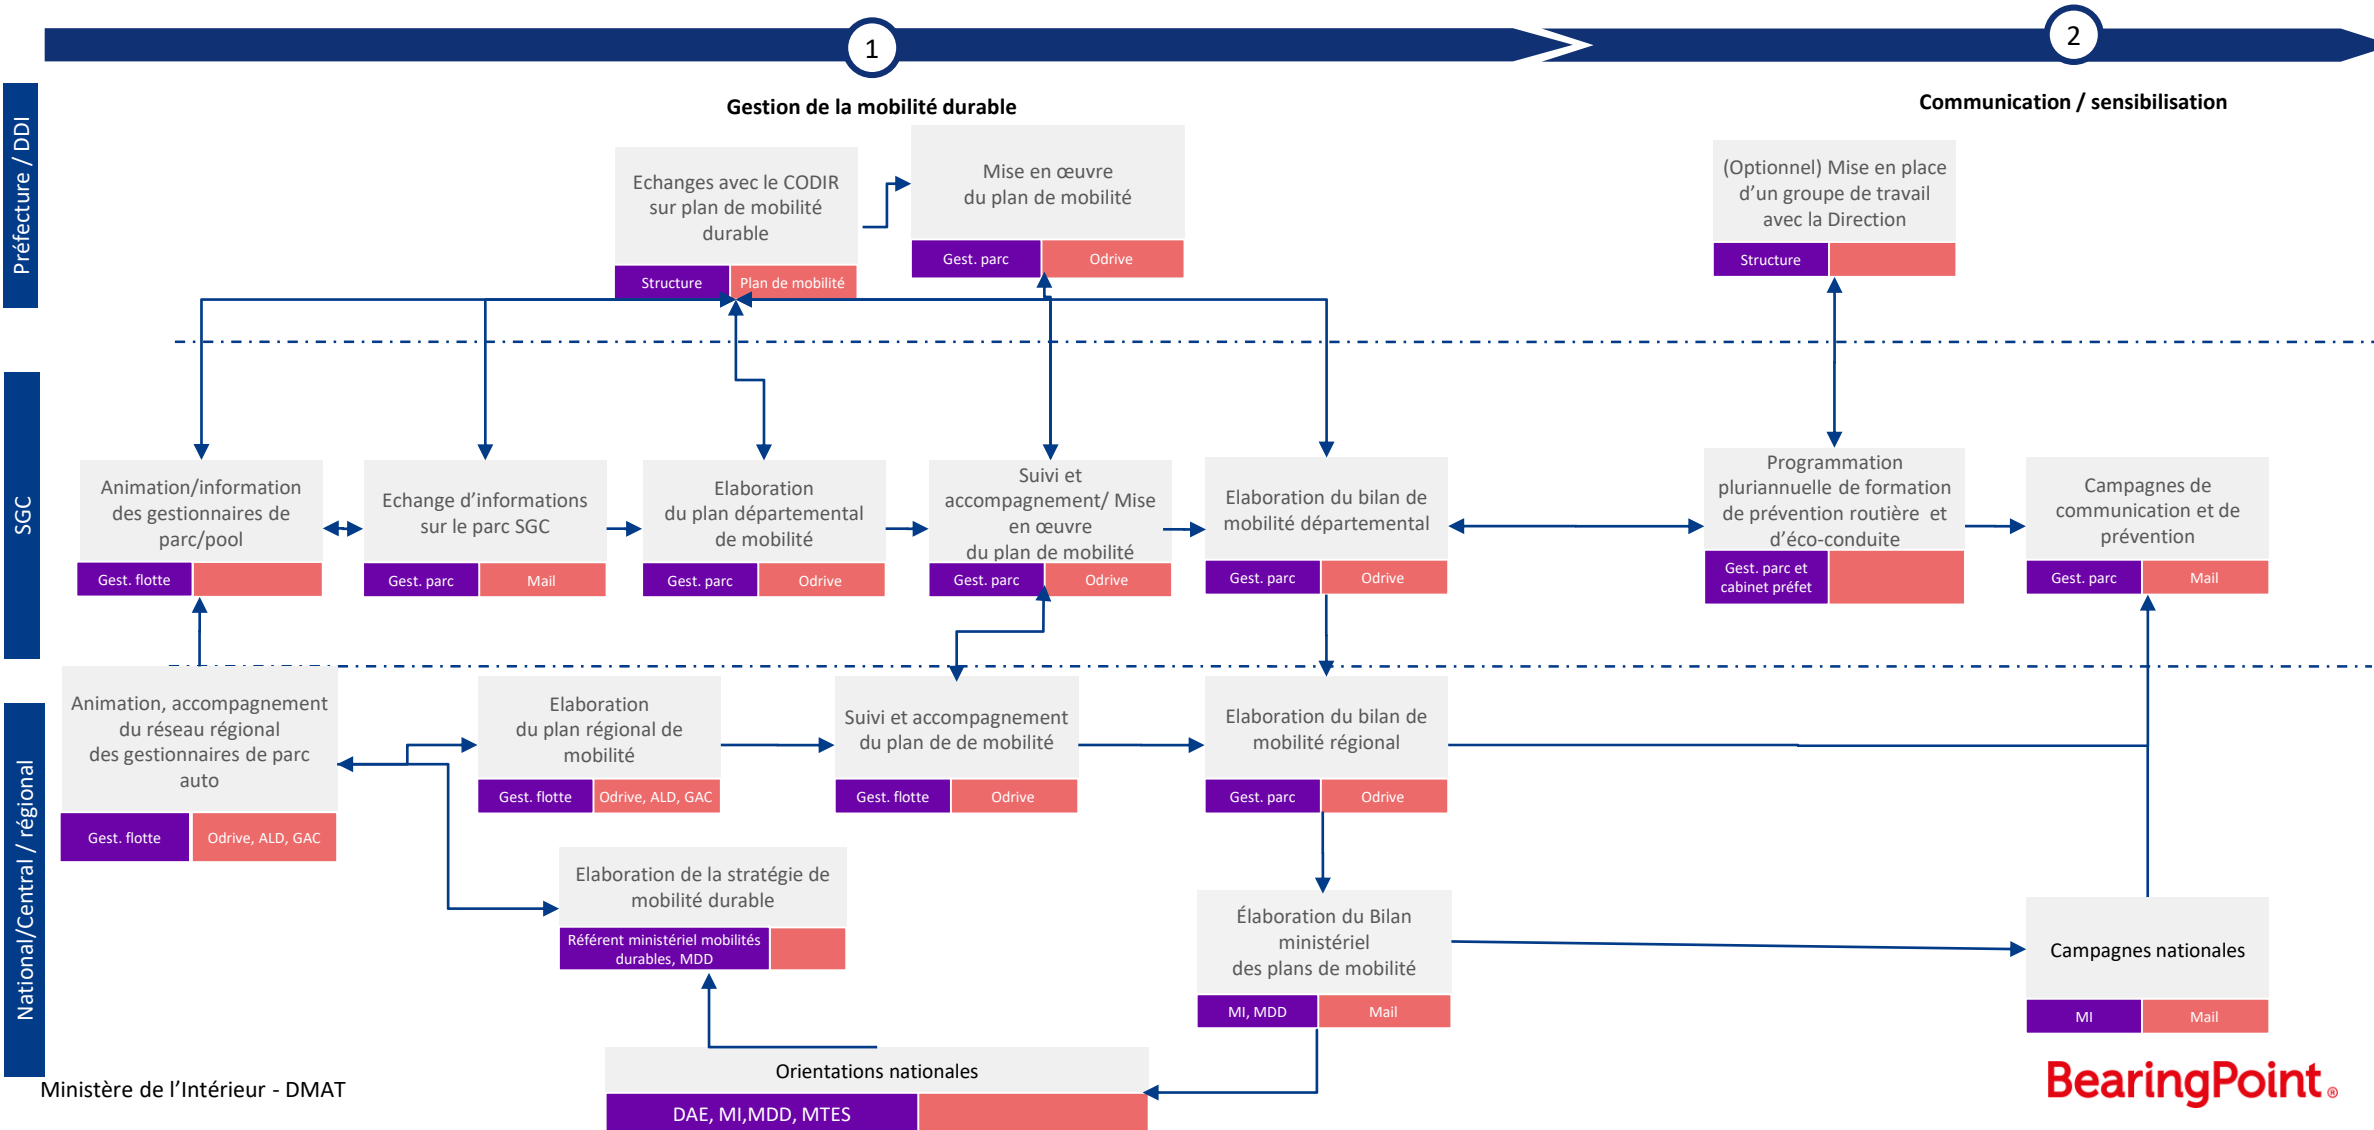 1
2
Gestion de la mobilité durable
Communication / sensibilisation
Préfecture / DDI
Echanges avec le CODIR
sur plan de mobilité
durable
Structure
Plan de mobilité
Mise en œuvre
du plan de mobilité
Gest. parc
Odrive
(Optionnel) Mise en place
d’un groupe de travail
avec la Direction
Structure
SGC
Animation/information
des gestionnaires de
parc/pool
Gest. flotte
Echange d’informations
sur le parc SGC
Gest. parc
Mail
Elaboration
du plan départemental
de mobilité
Gest. parc
Odrive
Suivi et
accompagnement/ Mise
en œuvre
du plan de mobilité
Gest. parc
Odrive
Elaboration du bilan de
mobilité départemental
Gest. parc
Odrive
Programmation
pluriannuelle de formation
de prévention routière et
d’éco-conduite
Gest. parc et
cabinet préfet
Campagnes de
communication et de
prévention
Gest. parc
Mail
National/Central / régional
Animation, accompagnement
du réseau régional
des gestionnaires de parc
auto
Gest. flotte
Odrive, ALD, GAC
Elaboration
du plan régional de
mobilité
Gest. flotte
Odrive, ALD, GAC
Suivi et accompagnement
du plan de de mobilité
Gest. flotte
Odrive
Elaboration du bilan de
mobilité régional
Gest. parc
Odrive
Elaboration de la stratégie de
mobilité durable
Référent ministériel mobilités
durables, MDD
Élaboration du Bilan
ministériel
des plans de mobilité
MI, MDD
Mail
Campagnes nationales
MI
Mail
Orientations nationales
DAE, MI,MDD, MTES
Ministère de l’Intérieur - DMAT
BearingPoint®